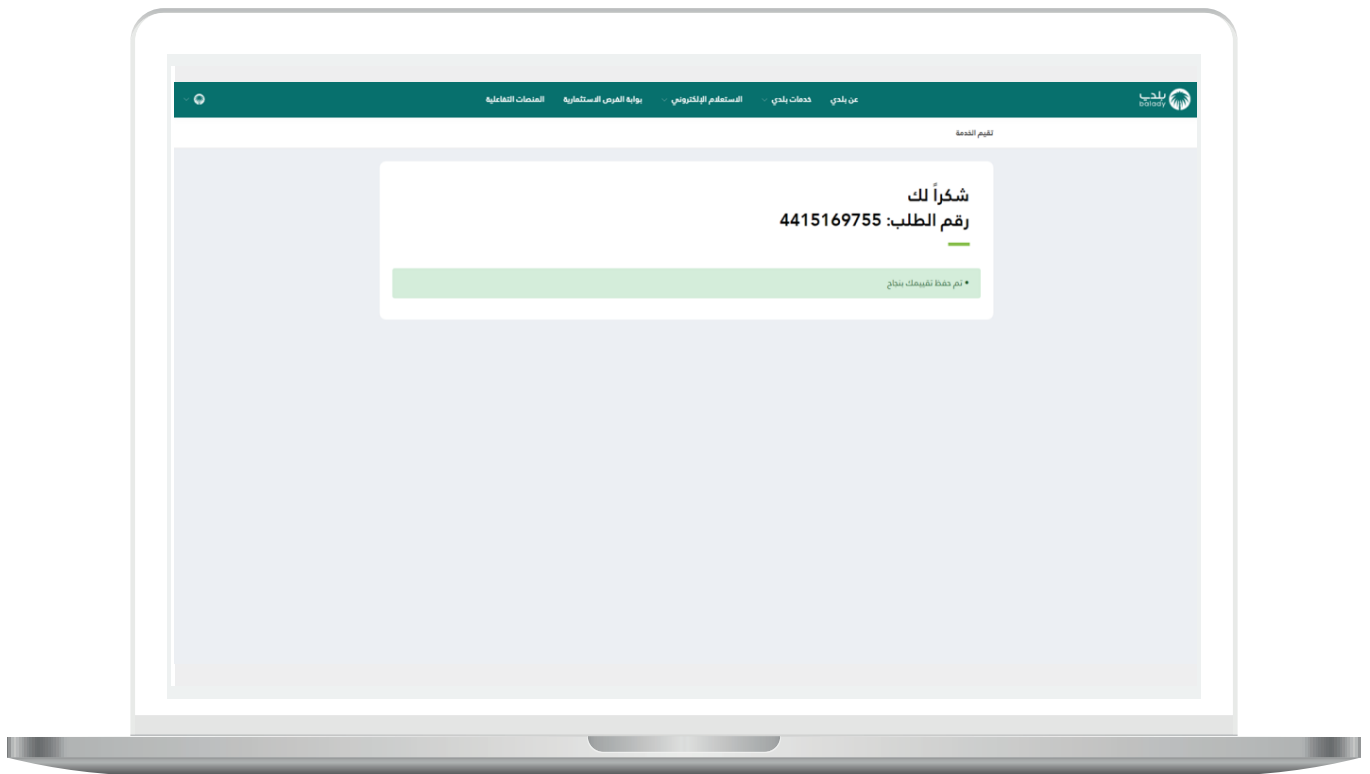 بلدي
balady
عن بلدي خدمات بلدي الاستعلام الإلكتروني بوابة الفرص الاستثمارية المنصات التفاعلية
تقيم الخدمة
شكراً لك
رقم الطلب: 4415169755
• تم حفظ تقييمك بنجاح